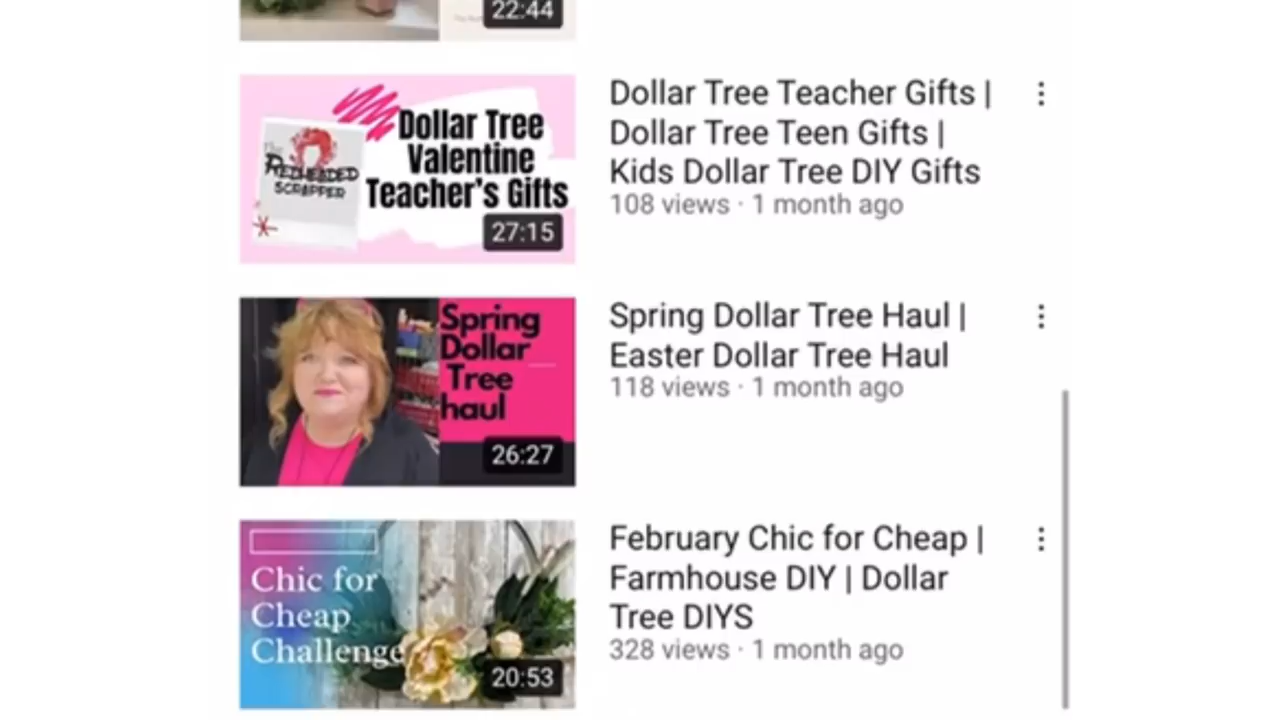 22:44
Dollar Tree
Valentine
Teacher's Gifts
The
REDHEADED
SCRAPPER
27:15
Dollar Tree Teacher Gifts |
Dollar Tree Teen Gifts |
Kids Dollar Tree DIY Gifts
108 views · 1 month ago
Spring
Dollar
Tree
haul
26:27
Spring Dollar Tree Haul |
Easter Dollar Tree Haul
118 views · 1 month ago
Chic for
Cheap
Challenge
20:53
February Chic for Cheap |
Farmhouse DIY | Dollar
Tree DIYS
328 views · 1 month ago